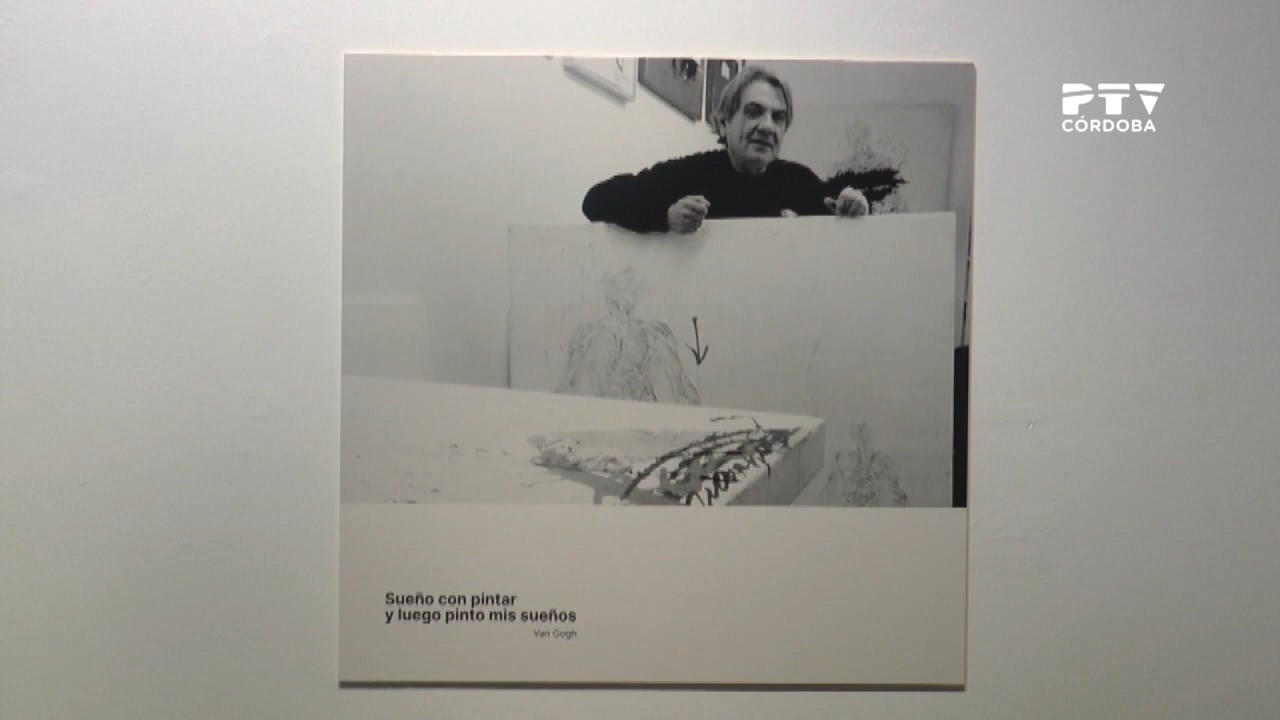 PTV
CÓRDOBA
Sueño con pintar
y luego pinto mis sueños
Van Gogh